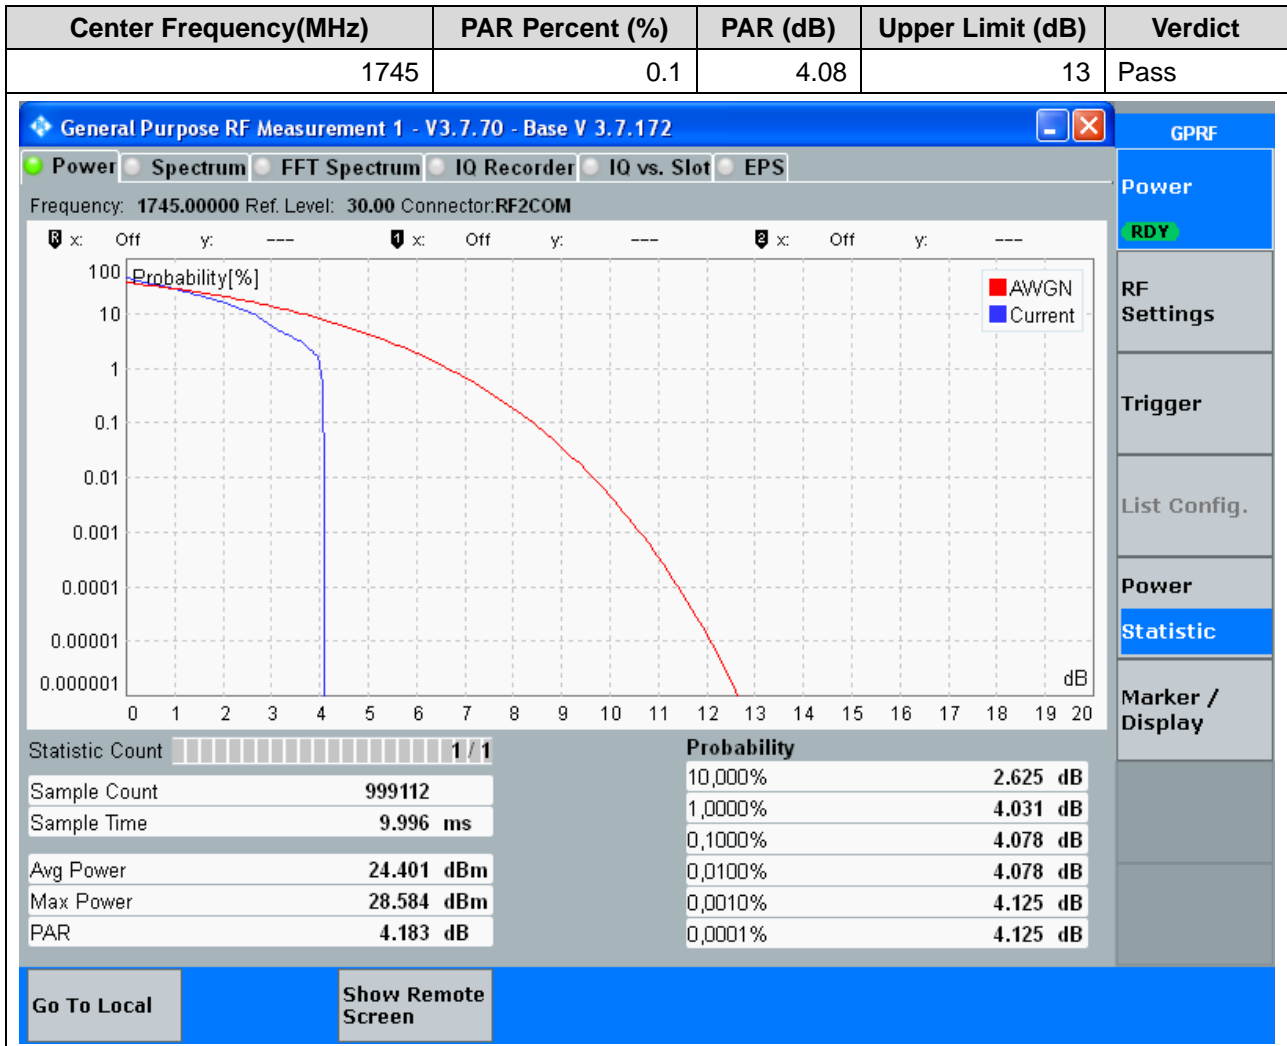 Center Frequency(MHz) PAR Percent (%) PAR (dB) Upper Limit (dB) Verdict
1745 0.1 4.08 13 Pass
General Purpose RF Measurement 1 - V3.7.70 - Base V 3.7.172
GPRF
Power Spectrum FFT Spectrum IQ Recorder IQ vs. Slot EPS
Frequency: 1745.00000 Ref. Level: 30.00 Connector:RF2COM
R x: Off y: --- 1 x: Off y: --- 2 x: Off y: ---
Probability[%]
AWGN
Current
100
10
1
0.1
0.01
0.001
0.0001
0.00001
0.000001
dB
0 1 2 3 4 5 6 7 8 9 10 11 12 13 14 15 16 17 18 19 20
Statistic Count 1 / 1
Sample Count 999112
Sample Time 9.996 ms
Avg Power 24.401 dBm
Max Power 28.584 dBm
PAR 4.183 dB
Probability
10,000% 2.625 dB
1,0000% 4.031 dB
0,1000% 4.078 dB
0,0100% 4.078 dB
0,0010% 4.125 dB
0,0001% 4.125 dB
Power
RDY
RF
Settings
Trigger
List Config.
Power
Statistic
Marker /
Display
Go To Local
Show Remote
Screen